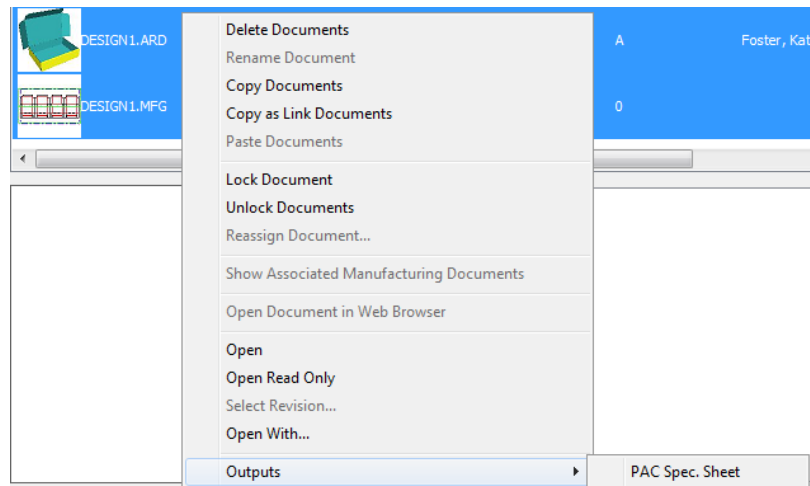 DESIGN1.ARD
A
Foster, Kat
DESIGN1.MFG
0
Delete Documents
Rename Document
Copy Documents
Copy as Link Documents
Paste Documents
Lock Document
Unlock Documents
Reassign Document...
Show Associated Manufacturing Documents
Open Document in Web Browser
Open
Open Read Only
Select Revision...
Open With...
Outputs
PAC Spec. Sheet